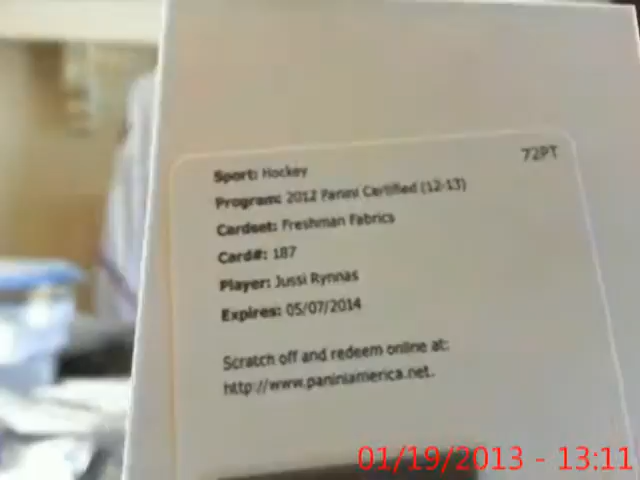 72PT
Sport: Hockey
Program: 2012 Panini Certified (12-13)
Cardset: Freshman Fabrics
Card#: 187
Player: Jussi Rynnas
Expires: 05/07/2014
Scratch off and redeem online at:
http://www.paniniamerica.net.
01/19/2013 - 13:11